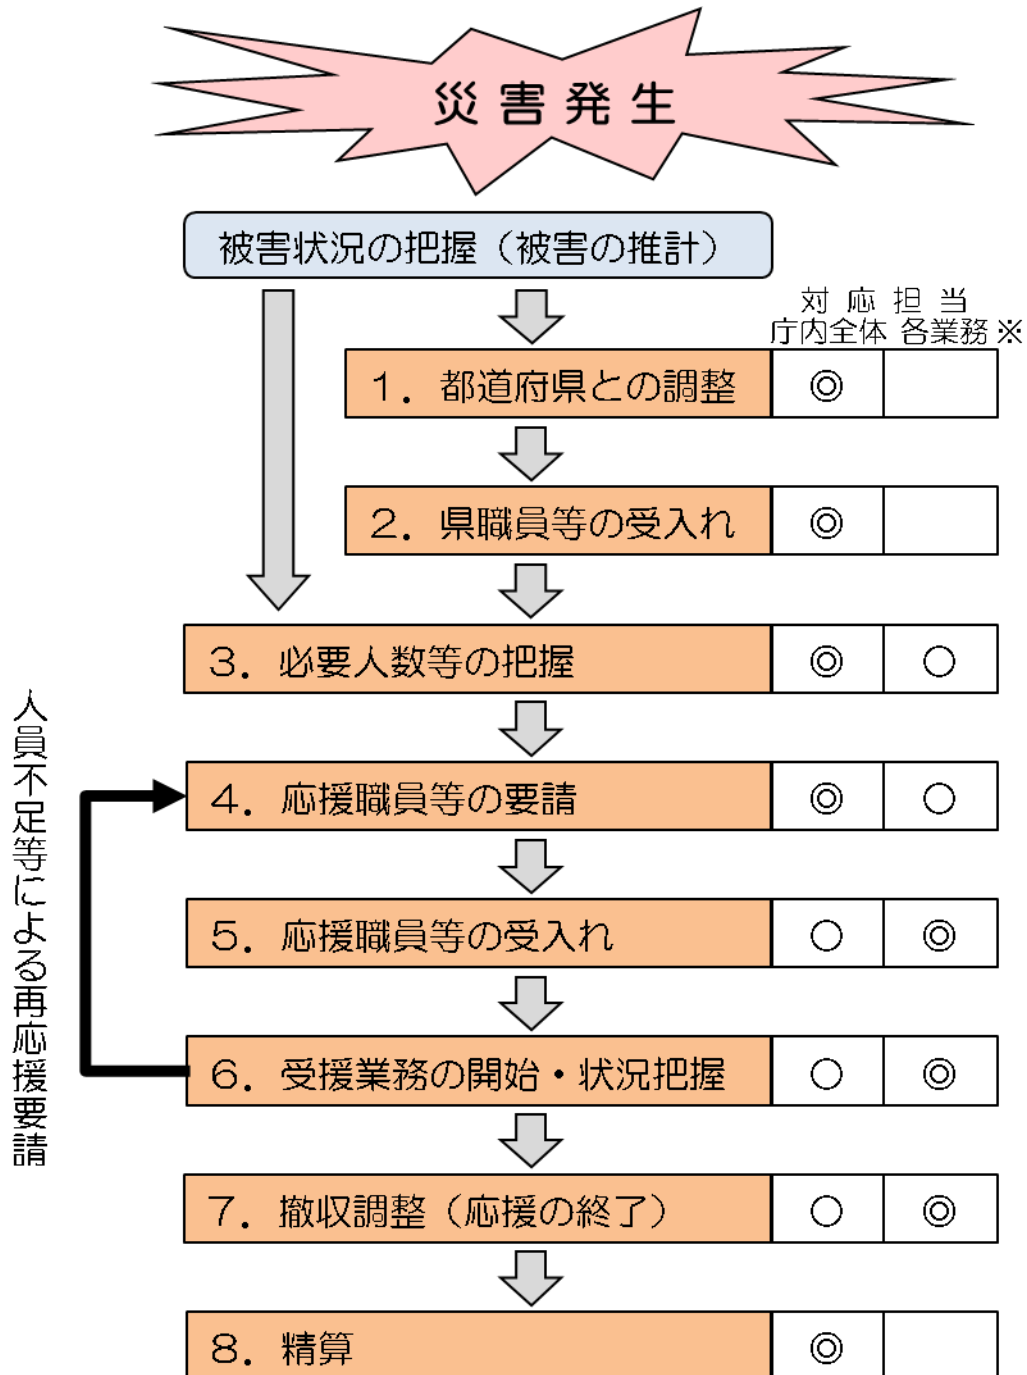 災害発生
被害状況の把握（被害の推計）
対応担当
庁内全体 各業務※
１．都道府県との調整 ◎
２．県職員等の受入れ ◎
３．必要人数等の把握 ◎ ○
４．応援職員等の要請 ◎ ○
５．応援職員等の受入れ ○ ◎
６．受援業務の開始・状況把握 ○ ◎
７．撤収調整（応援の終了） ○ ◎
８．精算 ◎
人員不足等による再応援要請